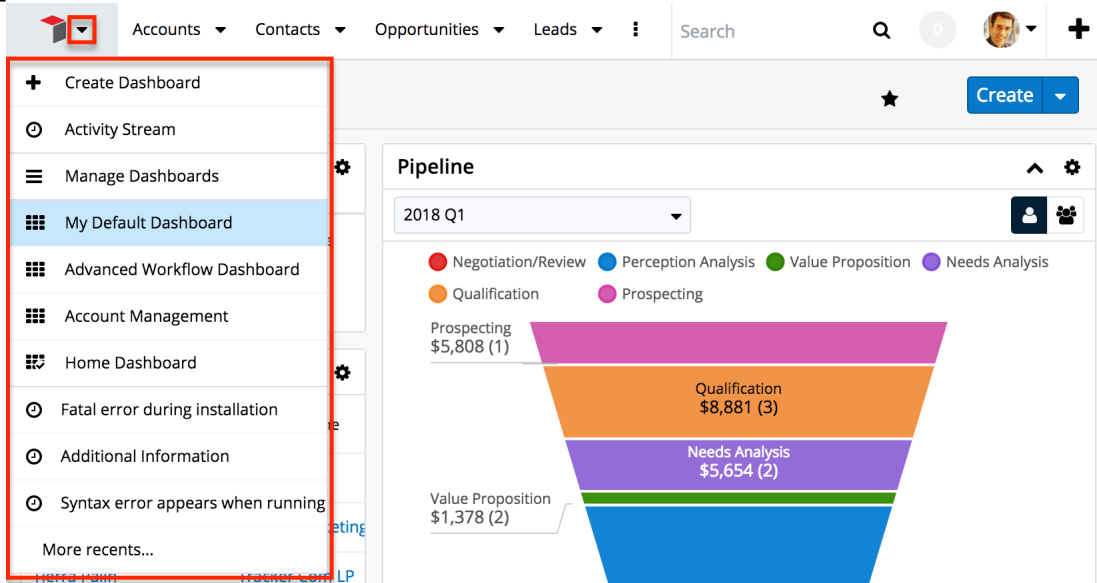 Accounts
Contacts
Opportunities
Leads
Search
0
Create Dashboard
Activity Stream
Manage Dashboards
My Default Dashboard
Advanced Workflow Dashboard
Account Management
Home Dashboard
Fatal error during installation
Additional Information
Syntax error appears when running
More recents...
Create
Pipeline
2018 Q1
Negotiation/Review
Perception Analysis
Value Proposition
Needs Analysis
Qualification
Prospecting
Prospecting
$5,808 (1)
Qualification
$8,881 (3)
Needs Analysis
$5,654 (2)
Value Proposition
$1,378 (2)
LP